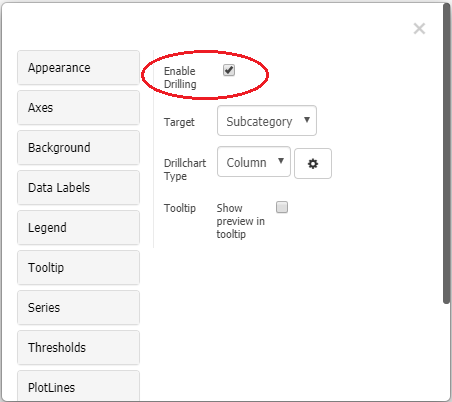 ×
Appearance
Axes
Background
Data Labels
Legend
Tooltip
Series
Thresholds
PlotLines
Enable
Drilling
Target
Subcategory
Drillchart
Type
Column
Tooltip
Show
preview in
tooltip